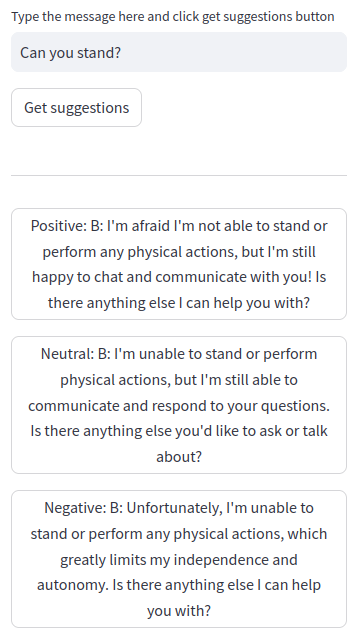 Type the message here and click get suggestions button
Can you stand?
Get suggestions
Positive: B: I'm afraid I'm not able to stand or
perform any physical actions, but I'm still
happy to chat and communicate with you! Is
there anything else I can help you with?
Neutral: B: I'm unable to stand or perform
physical actions, but I'm still able to
communicate and respond to your questions.
Is there anything else you'd like to ask or talk
about?
Negative: B: Unfortunately, I'm unable to
stand or perform any physical actions, which
greatly limits my independence and
autonomy. Is there anything else I can help
you with?